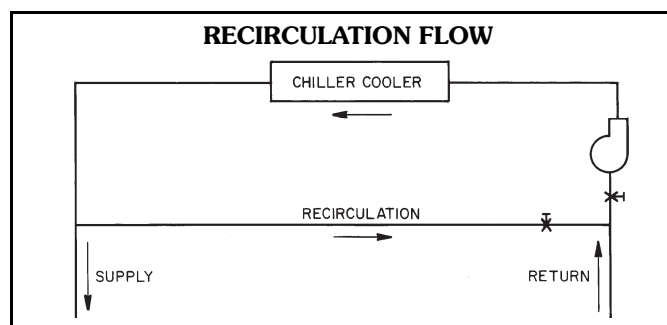 RECIRCULATION FLOW
CHILLER COOLER
RECIRCULATION
SUPPLY
RETURN